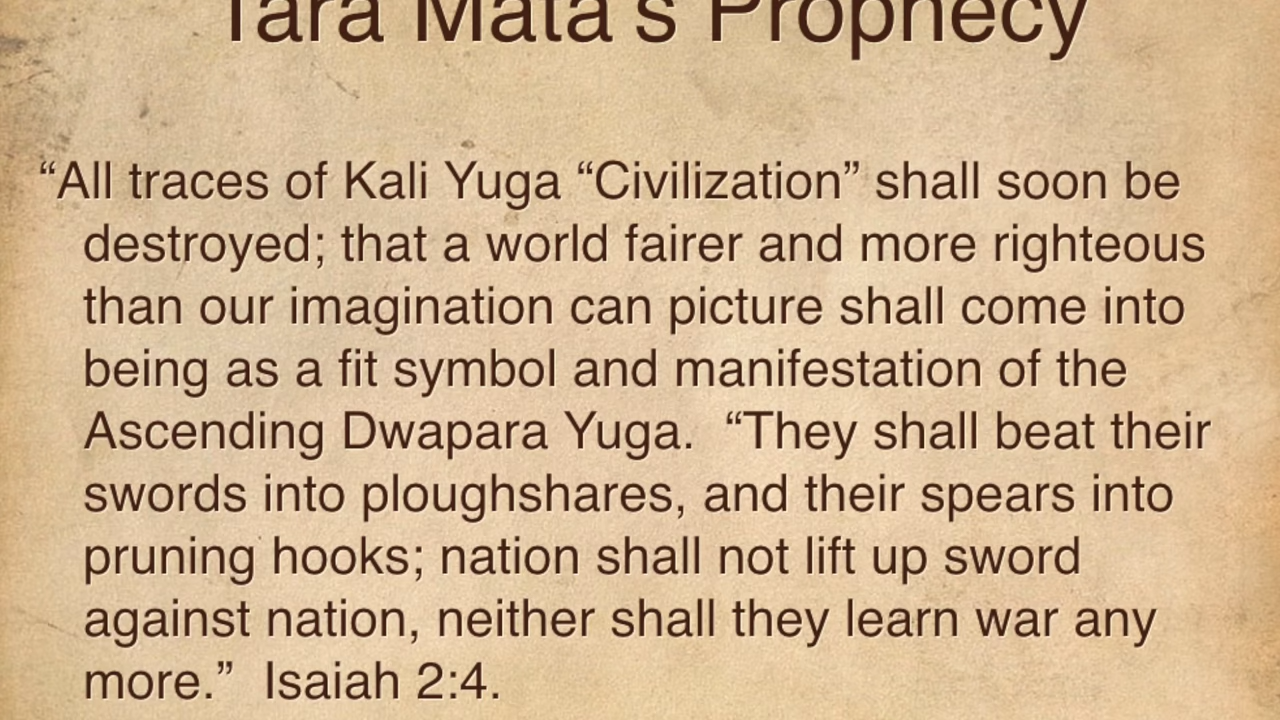 Tara Mata's Prophecy
“All traces of Kali Yuga “Civilization” shall soon be
destroyed; that a world fairer and more righteous
than our imagination can picture shall come into
being as a fit symbol and manifestation of the
Ascending Dwapara Yuga.  “They shall beat their
swords into ploughshares, and their spears into
pruning hooks; nation shall not lift up sword
against nation, neither shall they learn war any
more.”  Isaiah 2:4.